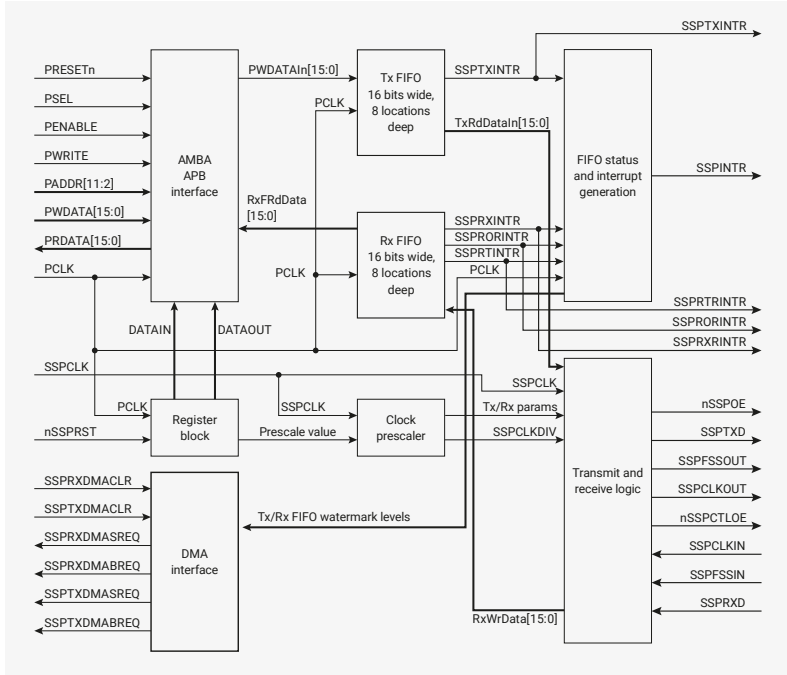 SSPTXINTR
PRESETn
PWDATAIn[15:0]
Tx FIFO
16 bits wide,
8 locations
deep
SSPTXINTR
PSEL
PCLK
PENABLE
TxRdDataIn[15:0]
PWRITE
AMBA
APB
interface
FIFO status
and interrupt
generation
SSPINTR
PADDR[11:2]
RxFRdData
[15:0]
PWDATA[15:0]
Rx FIFO
16 bits wide,
8 locations
deep
SSPRXINTR
PRDATA[15:0]
SSPRORINTR
SSPRTINTR
PCLK
PCLK
PCLK
SSPRTRINTR
DATAIN
DATAOUT
SSPRORINTR
SSPRXRINTR
SSPCLK
SSPCLK
PCLK
Register
block
SSPCLK
Clock
prescaler
Tx/Rx params
nSSPOE
nSSPRST
Prescale value
SSPCLKDIV
SSPTXD
Transmit and
receive logic
SSPFSSOUT
SSPRXDMACLR
SSPCLKOUT
SSPTXDMACLR
Tx/Rx FIFO watermark levels
nSSPCTLOE
SSPRXDMASREQ
DMA
interface
SSPCLKIN
SSPRXDMABREQ
SSPFSSIN
SSPTXDMASREQ
SSPRXD
RxWrData[15:0]
SSPTXDMABREQ